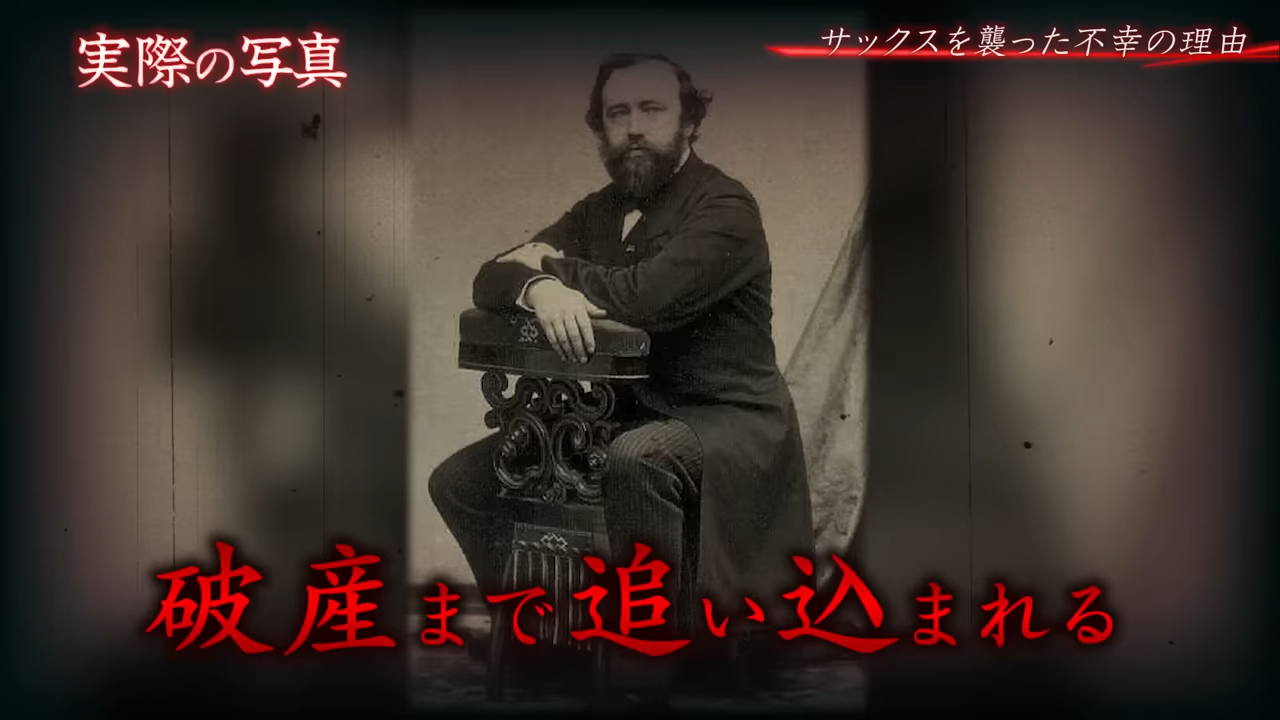 実際の写真
サックスを襲った不幸の理由
破産まで追い込まれる